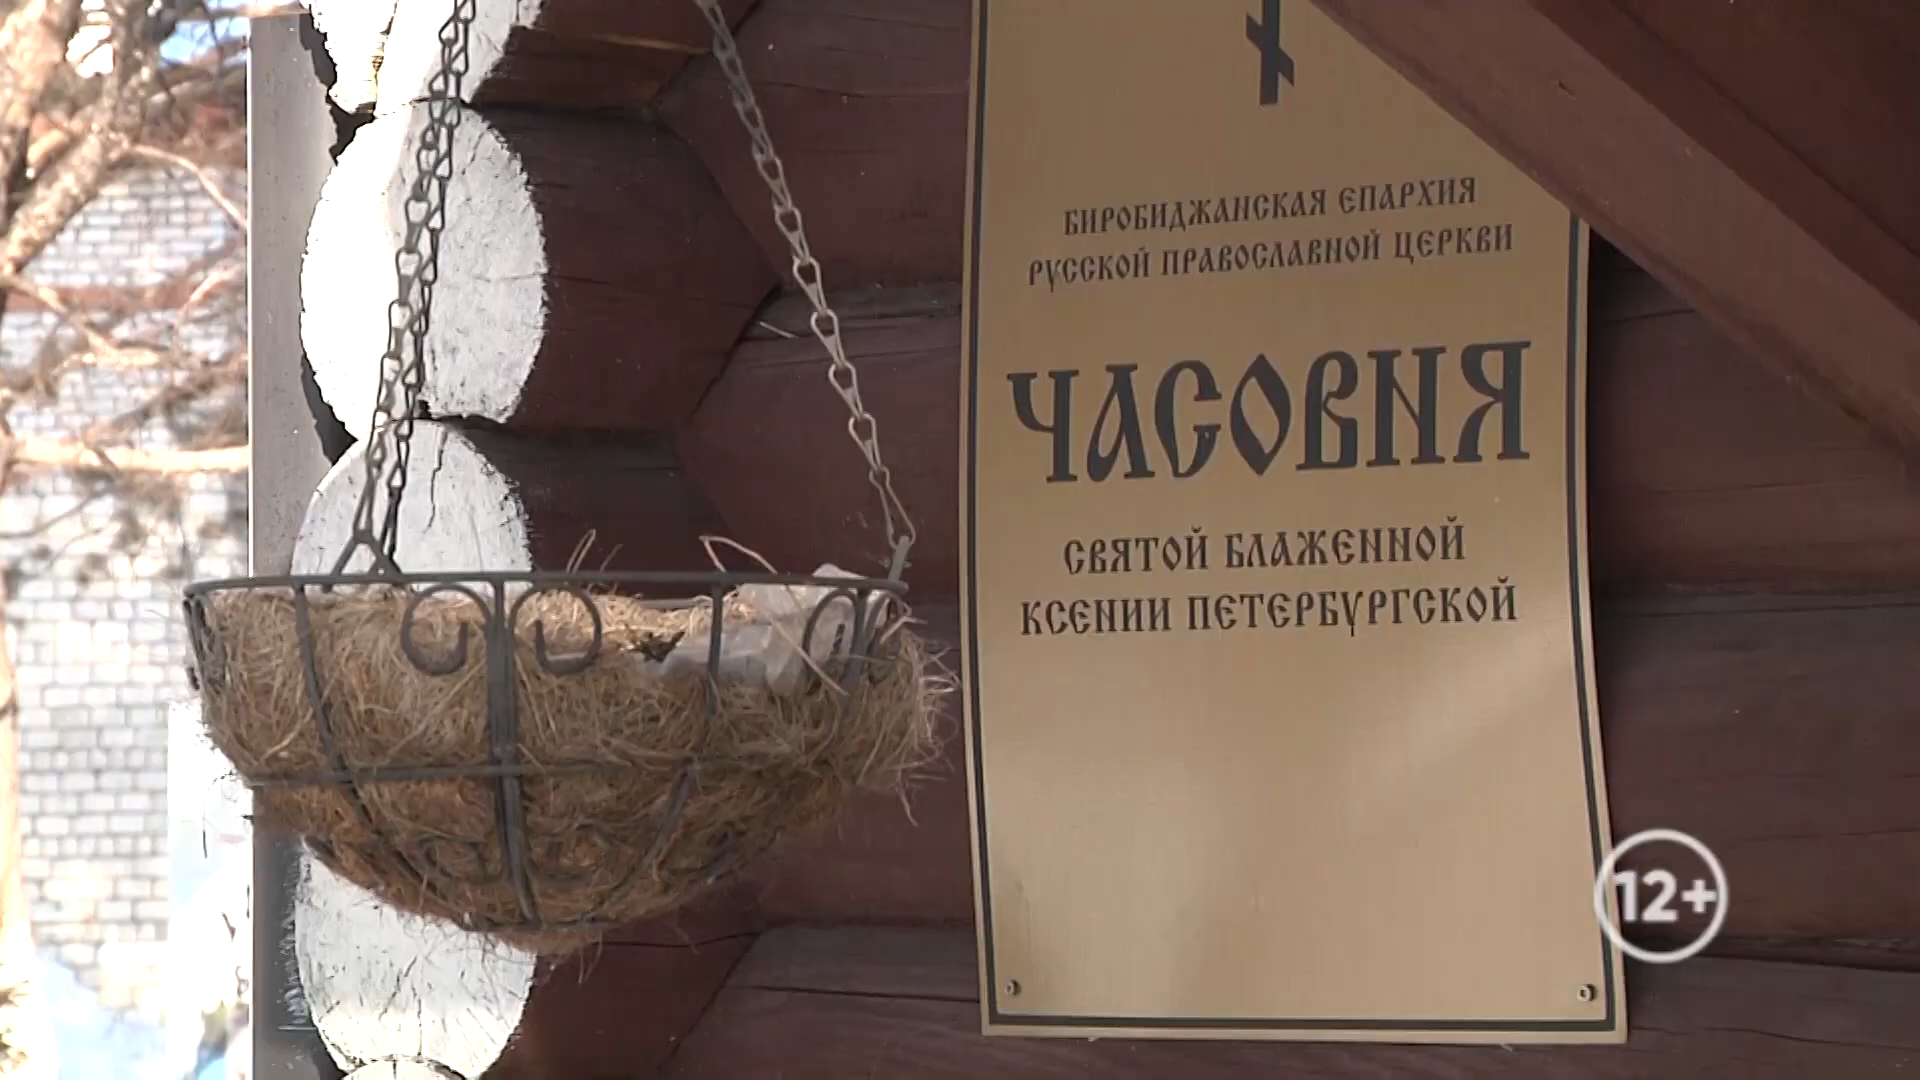 БИРОБИДЖАНСКАЯ ЕПАРХИЯ
РУССКОЙ ПРАВОСЛАВНОЙ ЦЕРКВИ
ЧАСОВНЯ
СВЯТОЙ БЛАЖЕННОЙ
КСЕНИИ ПЕТЕРБУРГСКОЙ
12+